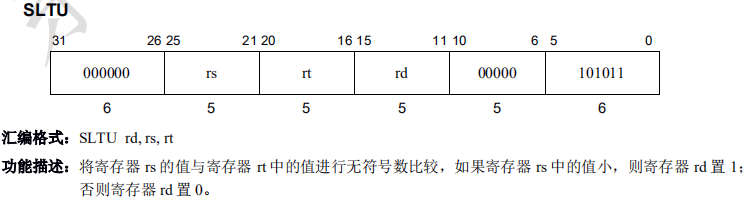 SLTU
31 26 25 21 20 16 15 11 10 6 5 0
000000 rs rt rd 00000 101011
6 5 5 5 5 6
汇编格式：SLTU rd, rs, rt
功能描述：将寄存器 rs 的值与寄存器 rt 中的值进行无符号数比较，如果寄存器 rs 中的值小，则寄存器 rd 置 1；
否则寄存器 rd 置 0。